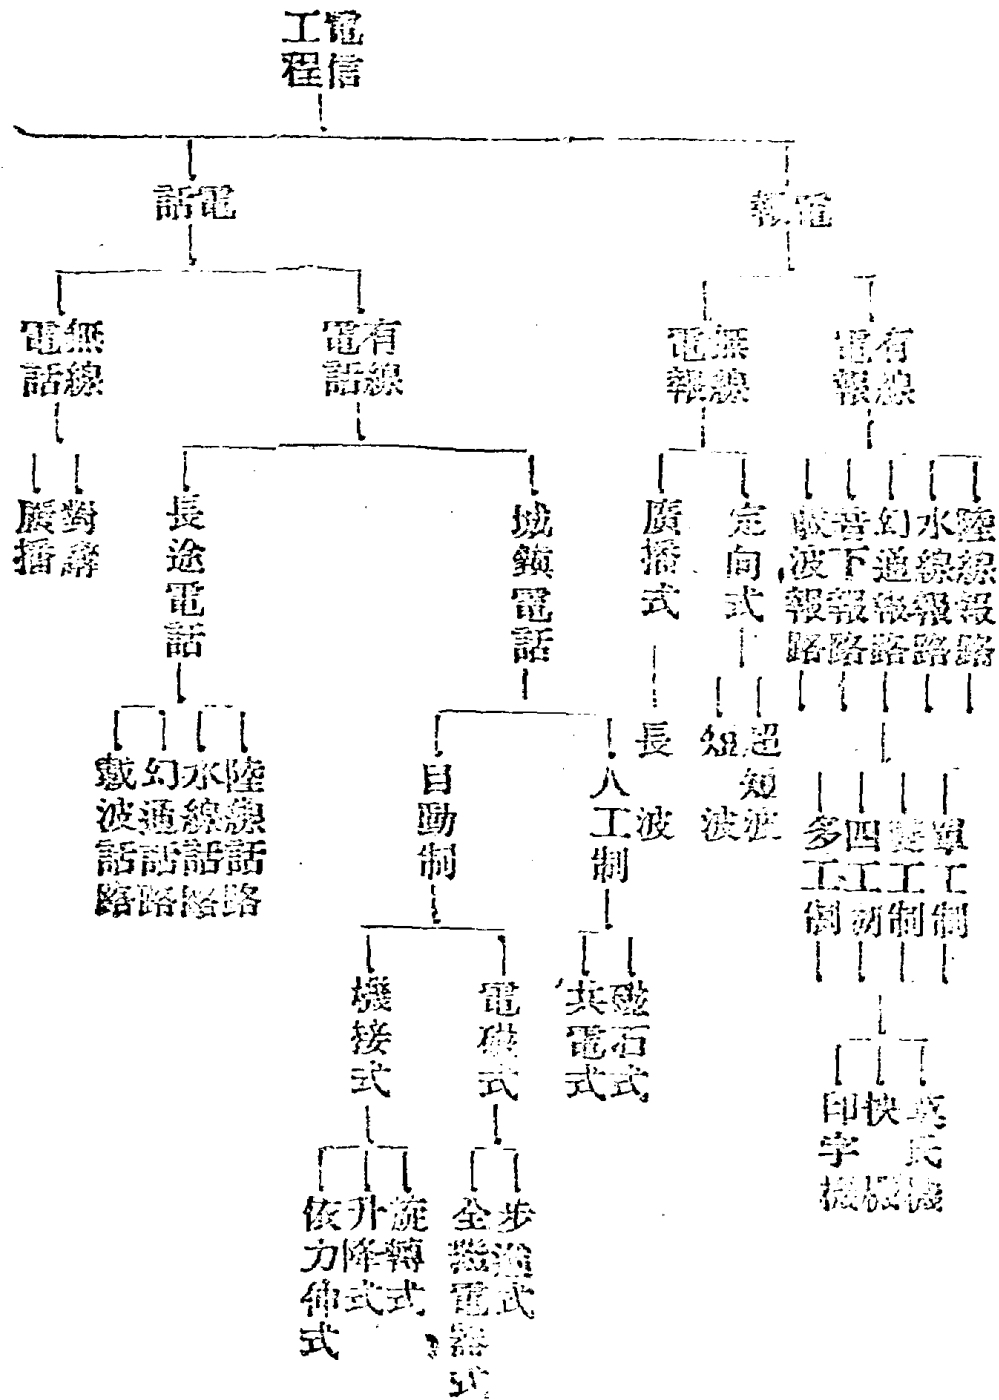 電信
工程
電報
電話
有線
電報
無線
電報
有線
電話
無線
電話
陸線報路
水線報路
幻通報路
音下報路
載波報路
定向式
廣播式
城鎮電話
長途電話
對講
廣播
超短波
短波
長波
人工制
自動制
陸線話路
水線話路
幻通話路
載波話路
單工制
雙工制
四工制
多工制
磁石式
共電式
電磁式
機接式
莫氏機
快機
印字機
步進式
全繼電器式
旋轉式
升降式
依力伸式